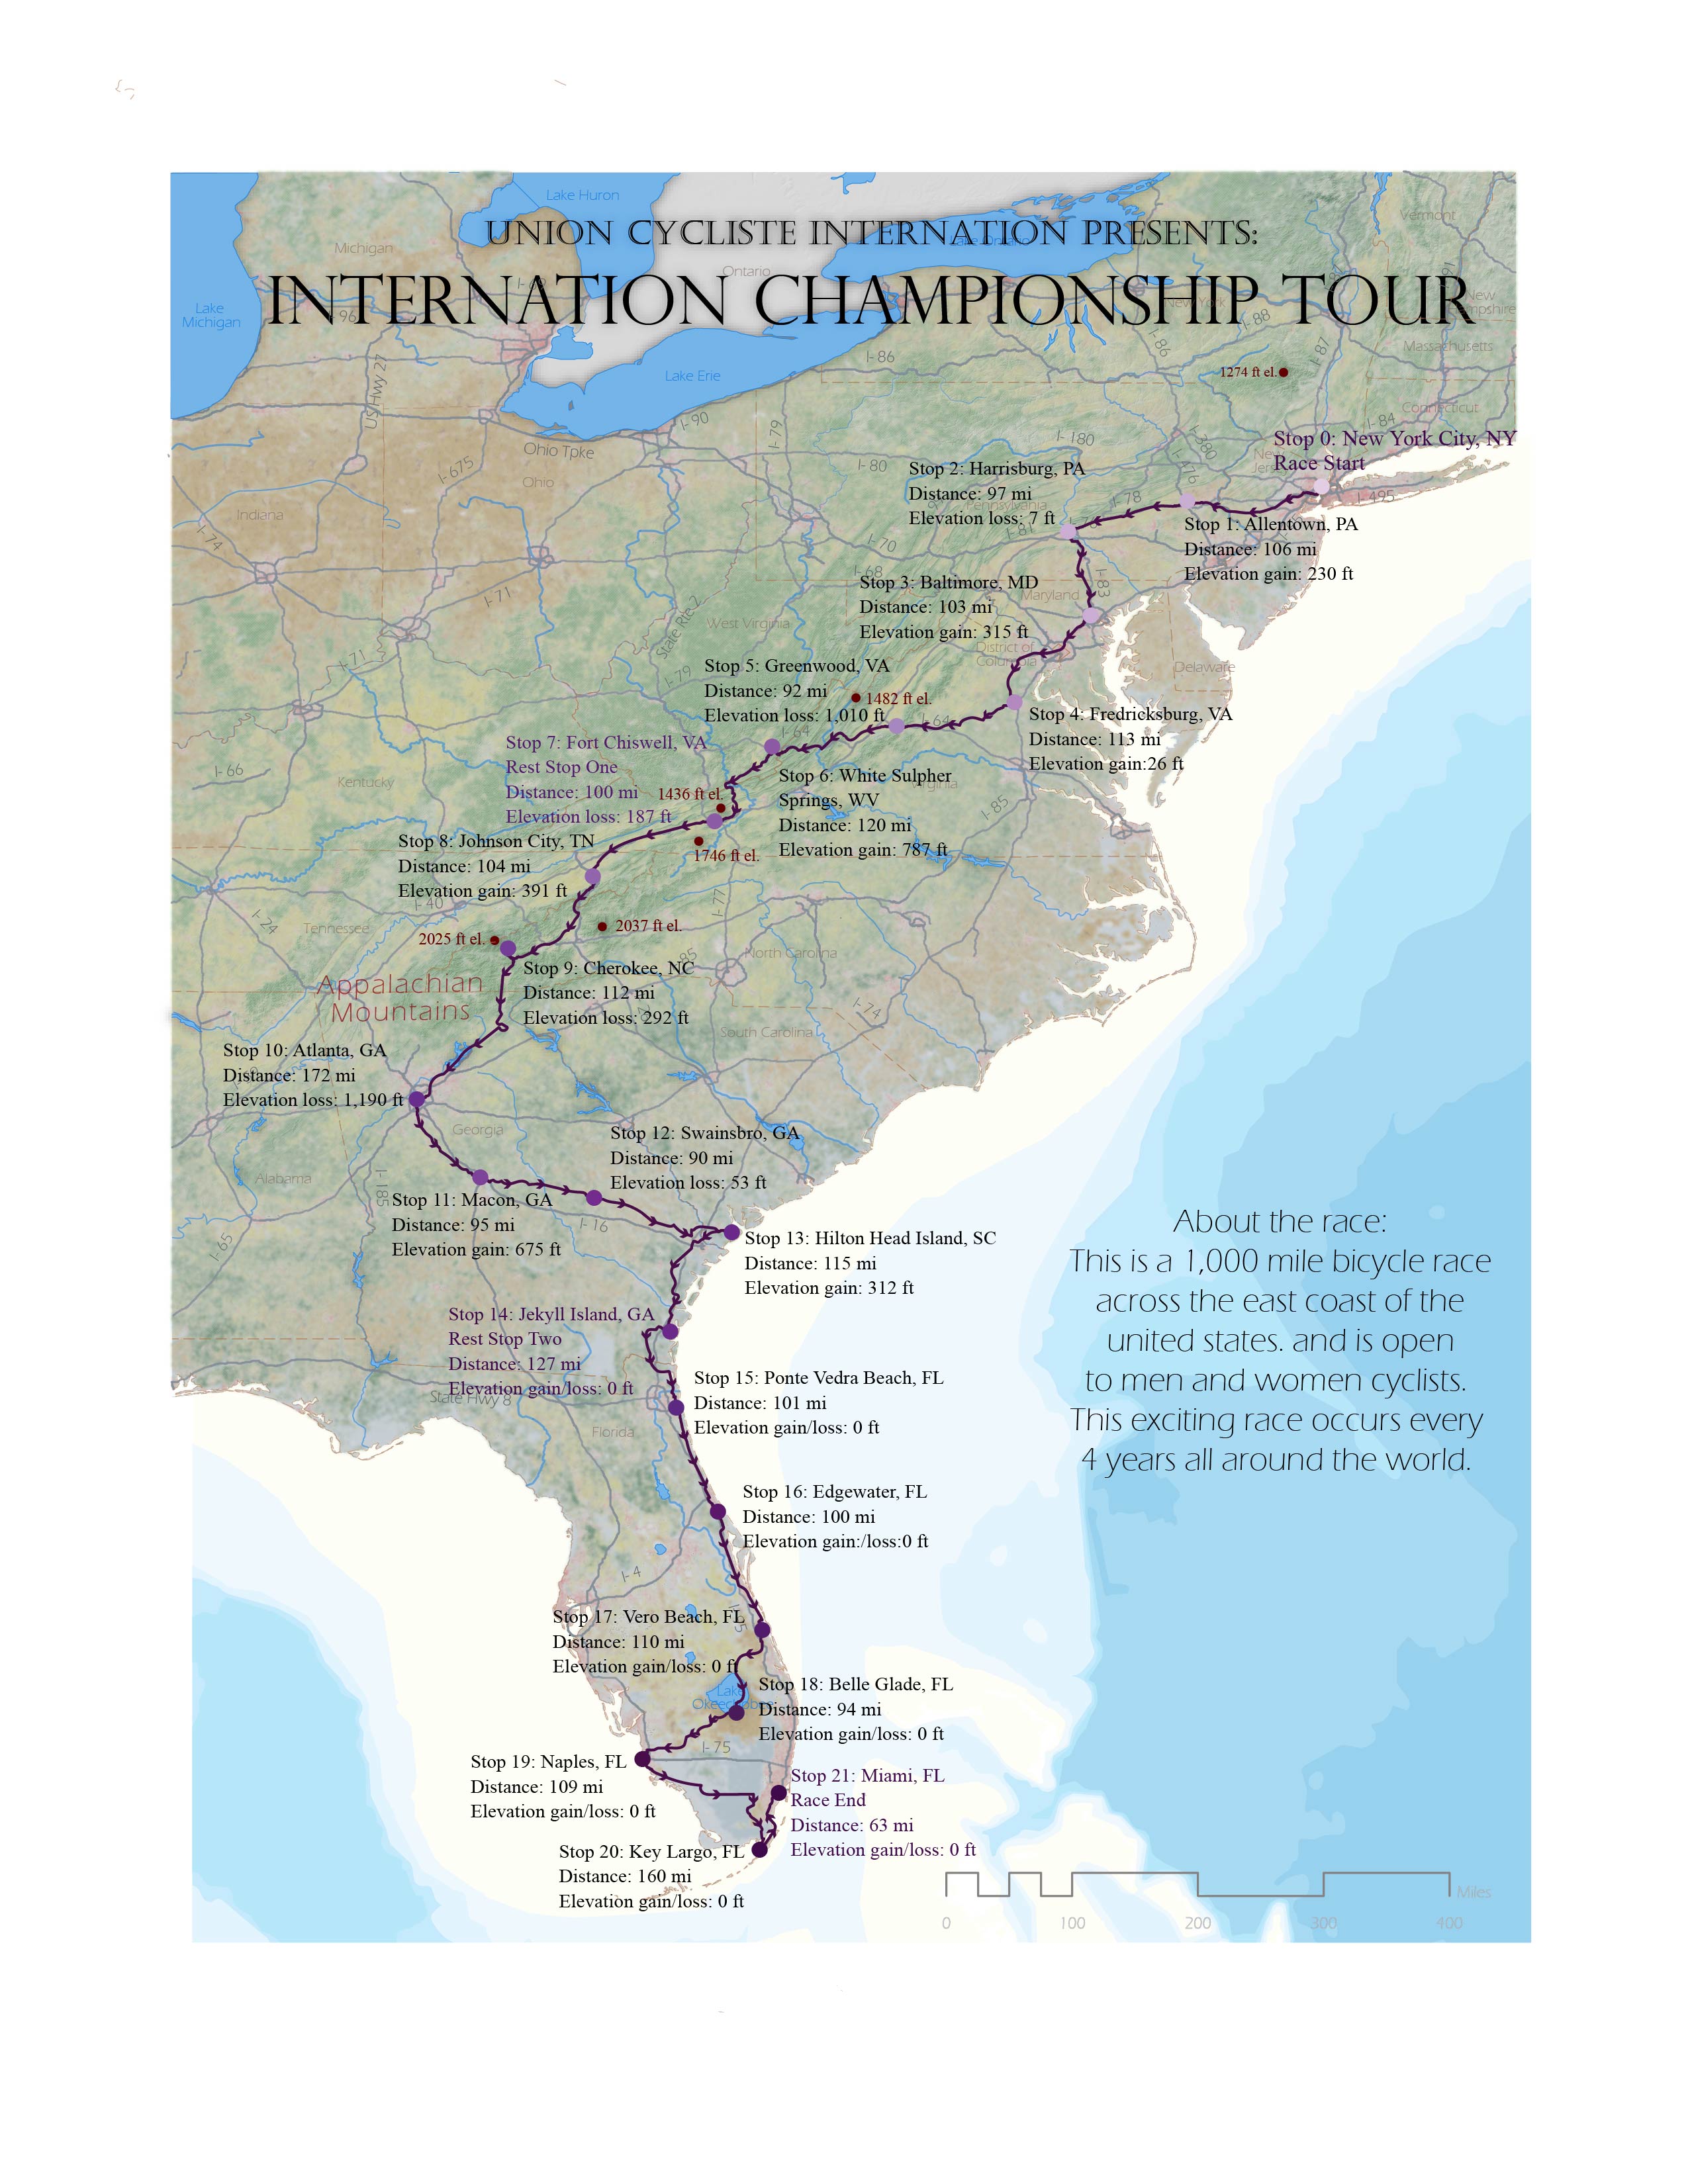 UNION CYCLISTE INTERNATION PRESENTS:
INTERNATION CHAMPIONSHIP TOUR
Lake Huron
Michigan
Vermont
Ontario
Lake Ontario
Lake
Michigan
I-96
New York
New
I-88
I-86
I-87
Massachusetts
I-86
1274 ft el.
US Hwy 27
Lake Erie
Connecticut
I-84
I-90
I-79
I-180
I-380
Stop 0: New York City, NY
Race Start
Ohio Tpke
I-675
I-80
I-476
Stop 2: Harrisburg, PA
Distance: 97 mi
Elevation loss: 7 ft
Ohio
Pennsylvania
I-78
I-495
Indiana
I-74
I-81
Stop 1: Allentown, PA
Distance: 106 mi
Elevation gain: 230 ft
I-70
I-68
I-83
I-71
Stop 3: Baltimore, MD
Distance: 103 mi
Elevation gain: 315 ft
Maryland
West Virginia
State Rte 2
District of
Columbia
Delaware
I-71
I-79
Stop 5: Greenwood, VA
Distance: 92 mi
Elevation loss: 1,010 ft
1482 ft el.
I-64
I-64
Stop 4: Fredricksburg, VA
Distance: 113 mi
Elevation gain:26 ft
Stop 7: Fort Chiswell, VA
Rest Stop One
Distance: 100 mi
Elevation loss: 187 ft
1436 ft el.
I-66
Kentucky
Virginia
I-85
Stop 6: White Sulpher
Springs, WV
Distance: 120 mi
Elevation gain: 787 ft
Stop 8: Johnson City, TN
Distance: 104 mi
Elevation gain: 391 ft
1746 ft el.
I-40
I-77
I-24
Tennessee
2025 ft el.
2037 ft el.
North Carolina
Stop 9: Cherokee, NC
Distance: 112 mi
Elevation loss: 292 ft
Appalachian
Mountains
I-74
South Carolina
Stop 10: Atlanta, GA
Distance: 172 mi
Elevation loss: 1,190 ft
Georgia
Stop 12: Swainsbro, GA
Distance: 90 mi
Elevation loss: 53 ft
Alabama
I-185
Stop 11: Macon, GA
Distance: 95 mi
Elevation gain: 675 ft
I-16
I-65
Stop 13: Hilton Head Island, SC
Distance: 115 mi
Elevation gain: 312 ft
About the race:
This is a 1,000 mile bicycle race
across the east coast of the
united states. and is open
to men and women cyclists.
This exciting race occurs every
4 years all around the world.
Stop 14: Jekyll Island, GA
Rest Stop Two
Distance: 127 mi
Elevation gain/loss: 0 ft
State Hwy 8
Stop 15: Ponte Vedra Beach, FL
Distance: 101 mi
Elevation gain/loss: 0 ft
Florida
Stop 16: Edgewater, FL
Distance: 100 mi
Elevation gain:/loss:0 ft
I-4
Stop 17: Vero Beach, FL
Distance: 110 mi
Elevation gain/loss: 0 ft
Lake
Okeechobee
Stop 18: Belle Glade, FL
Distance: 94 mi
Elevation gain/loss: 0 ft
I-75
Stop 19: Naples, FL
Distance: 109 mi
Elevation gain/loss: 0 ft
Stop 21: Miami, FL
Race End
Distance: 63 mi
Elevation gain/loss: 0 ft
Stop 20: Key Largo, FL
Distance: 160 mi
Elevation gain/loss: 0 ft
Miles
0 100 200 300 400